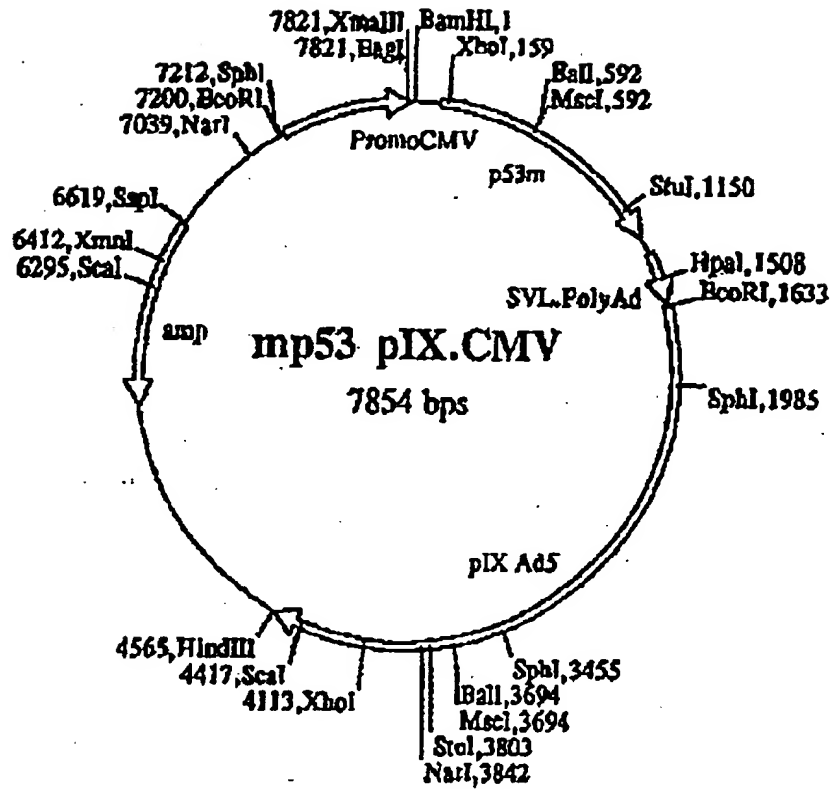 7821,XmaIII
BamHI,1
7821,EagI
XhoI,159
7212,SphI
7200,EcoRI
7039,NarI
BalI,592
MscI,592
PromoCMV
p53m
StuI,1150
6619,SspI
6412,XmnI
6295,ScaI
HpaI,1508
SVL.PolyAd
EcoRI,1633
amp
mp53 pIX.CMV
7854 bps
SphI,1985
pIX Ad5
4565,HindIII
4417,ScaI
4113,XhoI
SphI,3455
BalI,3694
MscI,3694
StuI,3803
NarI,3842